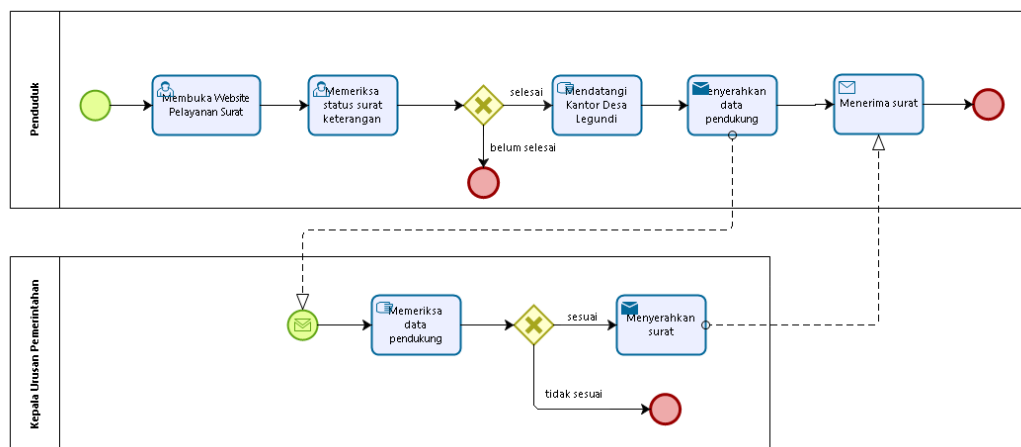 Penduduk
Membuka Website
Pelayanan Surat
Memeriksa
status surat
keterangan
selesai
belum selesai
Mendatangi
Kantor Desa
Legundi
Menyerahkan
data
pendukung
Menerima surat
Kepala Urusan Pemerintahan
Memeriksa
data
pendukung
sesuai
tidak sesuai
Menyerahkan
surat